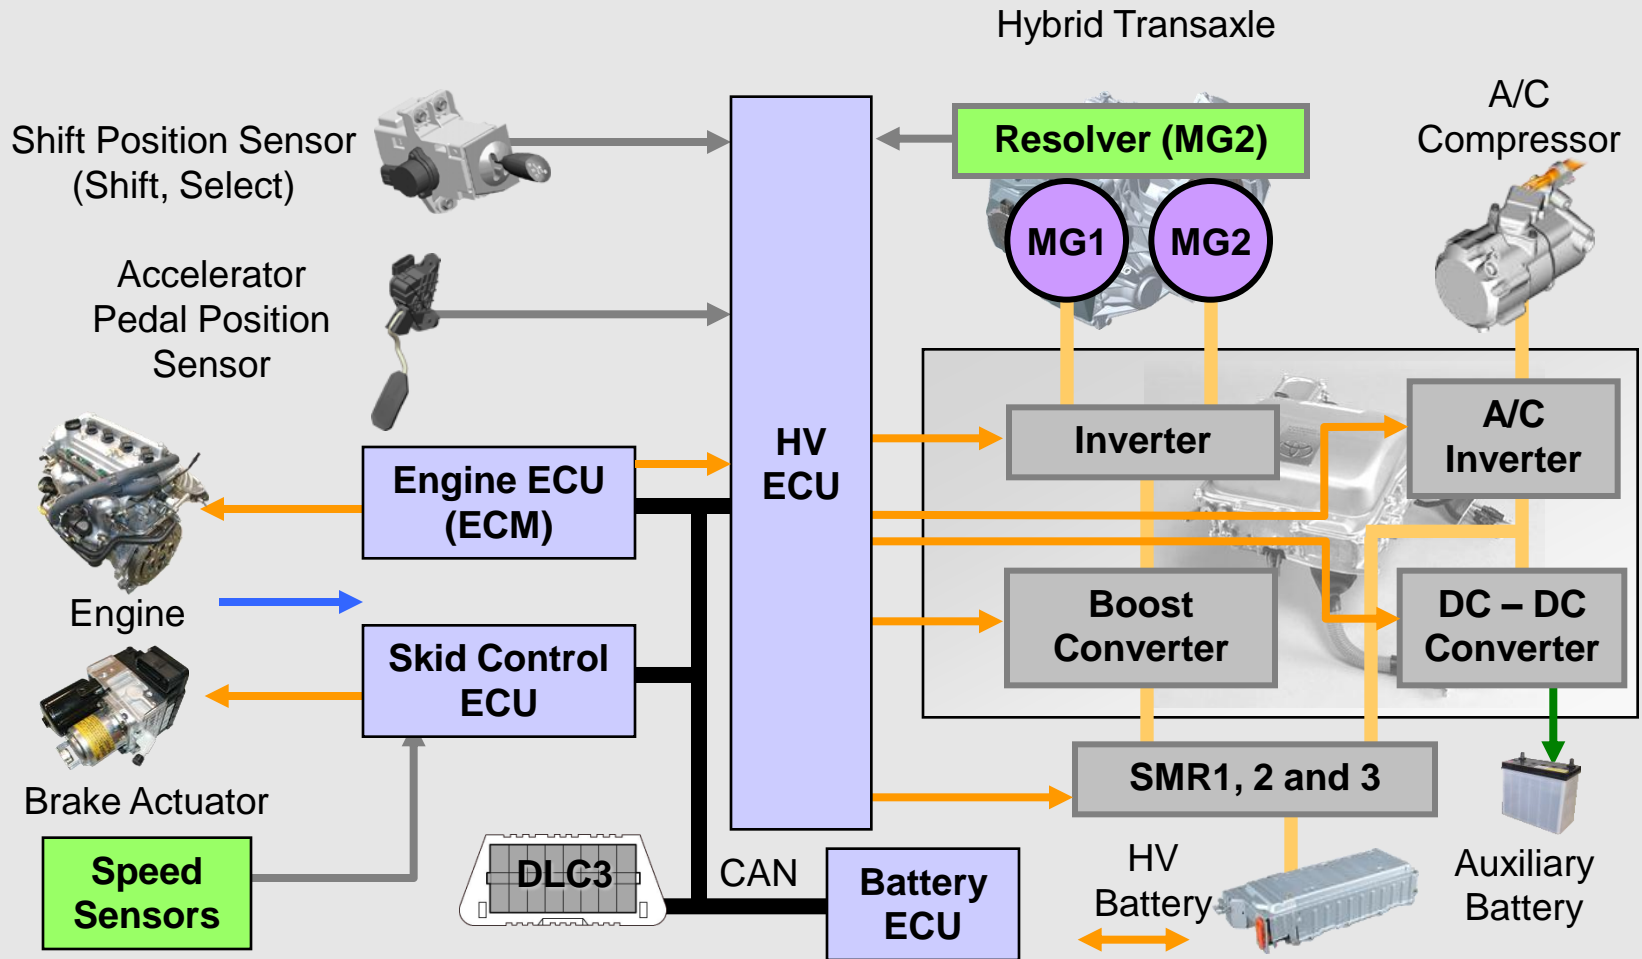 Hybrid Transaxle
Shift Position Sensor
(Shift, Select)
Resolver (MG2)
MG1
MG2
A/C
Compressor
Accelerator
Pedal Position
Sensor
HV
ECU
Inverter
A/C
Inverter
Engine ECU
(ECM)
Engine
Boost
Converter
DC – DC
Converter
Skid Control
ECU
Brake Actuator
SMR1, 2 and 3
Speed
Sensors
DLC3
CAN
Battery
ECU
HV
Battery
Auxiliary
Battery